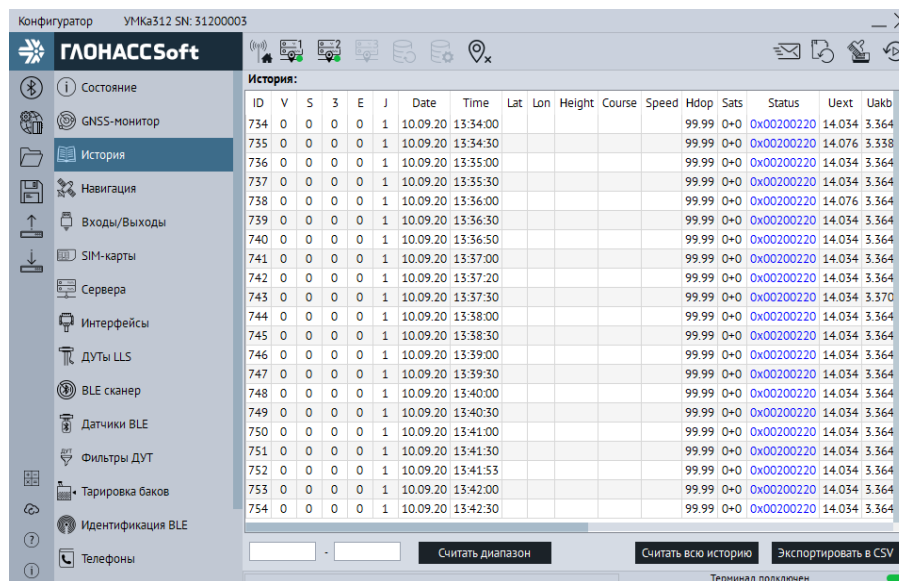 Конфигуратор УМКа312 SN: 31200003
ГЛОНАССSoft 1 2
История:
Состояние
GNSS-монитор
История
Навигация
Входы/Выходы
SIM-карты
Сервера
Интерфейсы
ДУТы LLS
BLE сканер
Датчики BLE
Фильтры ДУТ
Тарировка баков
Идентификация BLE
Телефоны
ID V S 3 E J Date Time Lat Lon Height Course Speed Hdop Sats Status Uext Uakb
734 0 0 0 0 1 10.09.20 13:34:00 99.99 0+0 0x00200220 14.034 3.364
735 0 0 0 0 1 10.09.20 13:34:30 99.99 0+0 0x00200220 14.076 3.338
736 0 0 0 0 1 10.09.20 13:35:00 99.99 0+0 0x00200220 14.034 3.364
737 0 0 0 0 1 10.09.20 13:35:30 99.99 0+0 0x00200220 14.034 3.364
738 0 0 0 0 1 10.09.20 13:36:00 99.99 0+0 0x00200220 14.076 3.364
739 0 0 0 0 1 10.09.20 13:36:30 99.99 0+0 0x00200220 14.034 3.364
740 0 0 0 0 1 10.09.20 13:36:50 99.99 0+0 0x00200220 14.034 3.364
741 0 0 0 0 1 10.09.20 13:37:00 99.99 0+0 0x00200220 14.034 3.364
742 0 0 0 0 1 10.09.20 13:37:20 99.99 0+0 0x00200220 14.034 3.364
743 0 0 0 0 1 10.09.20 13:37:30 99.99 0+0 0x00200220 14.034 3.370
744 0 0 0 0 1 10.09.20 13:38:00 99.99 0+0 0x00200220 14.034 3.364
745 0 0 0 0 1 10.09.20 13:38:30 99.99 0+0 0x00200220 14.034 3.364
746 0 0 0 0 1 10.09.20 13:39:00 99.99 0+0 0x00200220 14.034 3.364
747 0 0 0 0 1 10.09.20 13:39:30 99.99 0+0 0x00200220 14.034 3.364
748 0 0 0 0 1 10.09.20 13:40:00 99.99 0+0 0x00200220 14.034 3.364
749 0 0 0 0 1 10.09.20 13:40:30 99.99 0+0 0x00200220 14.034 3.364
750 0 0 0 0 1 10.09.20 13:41:00 99.99 0+0 0x00200220 14.034 3.364
751 0 0 0 0 1 10.09.20 13:41:30 99.99 0+0 0x00200220 14.034 3.364
752 0 0 0 0 1 10.09.20 13:41:53 99.99 0+0 0x00200220 14.034 3.364
753 0 0 0 0 1 10.09.20 13:42:00 99.99 0+0 0x00200220 14.034 3.364
754 0 0 0 0 1 10.09.20 13:42:30 99.99 0+0 0x00200220 14.034 3.364
- Считать диапазон Считать всю историю Экспортировать в CSV
Терминал подключен